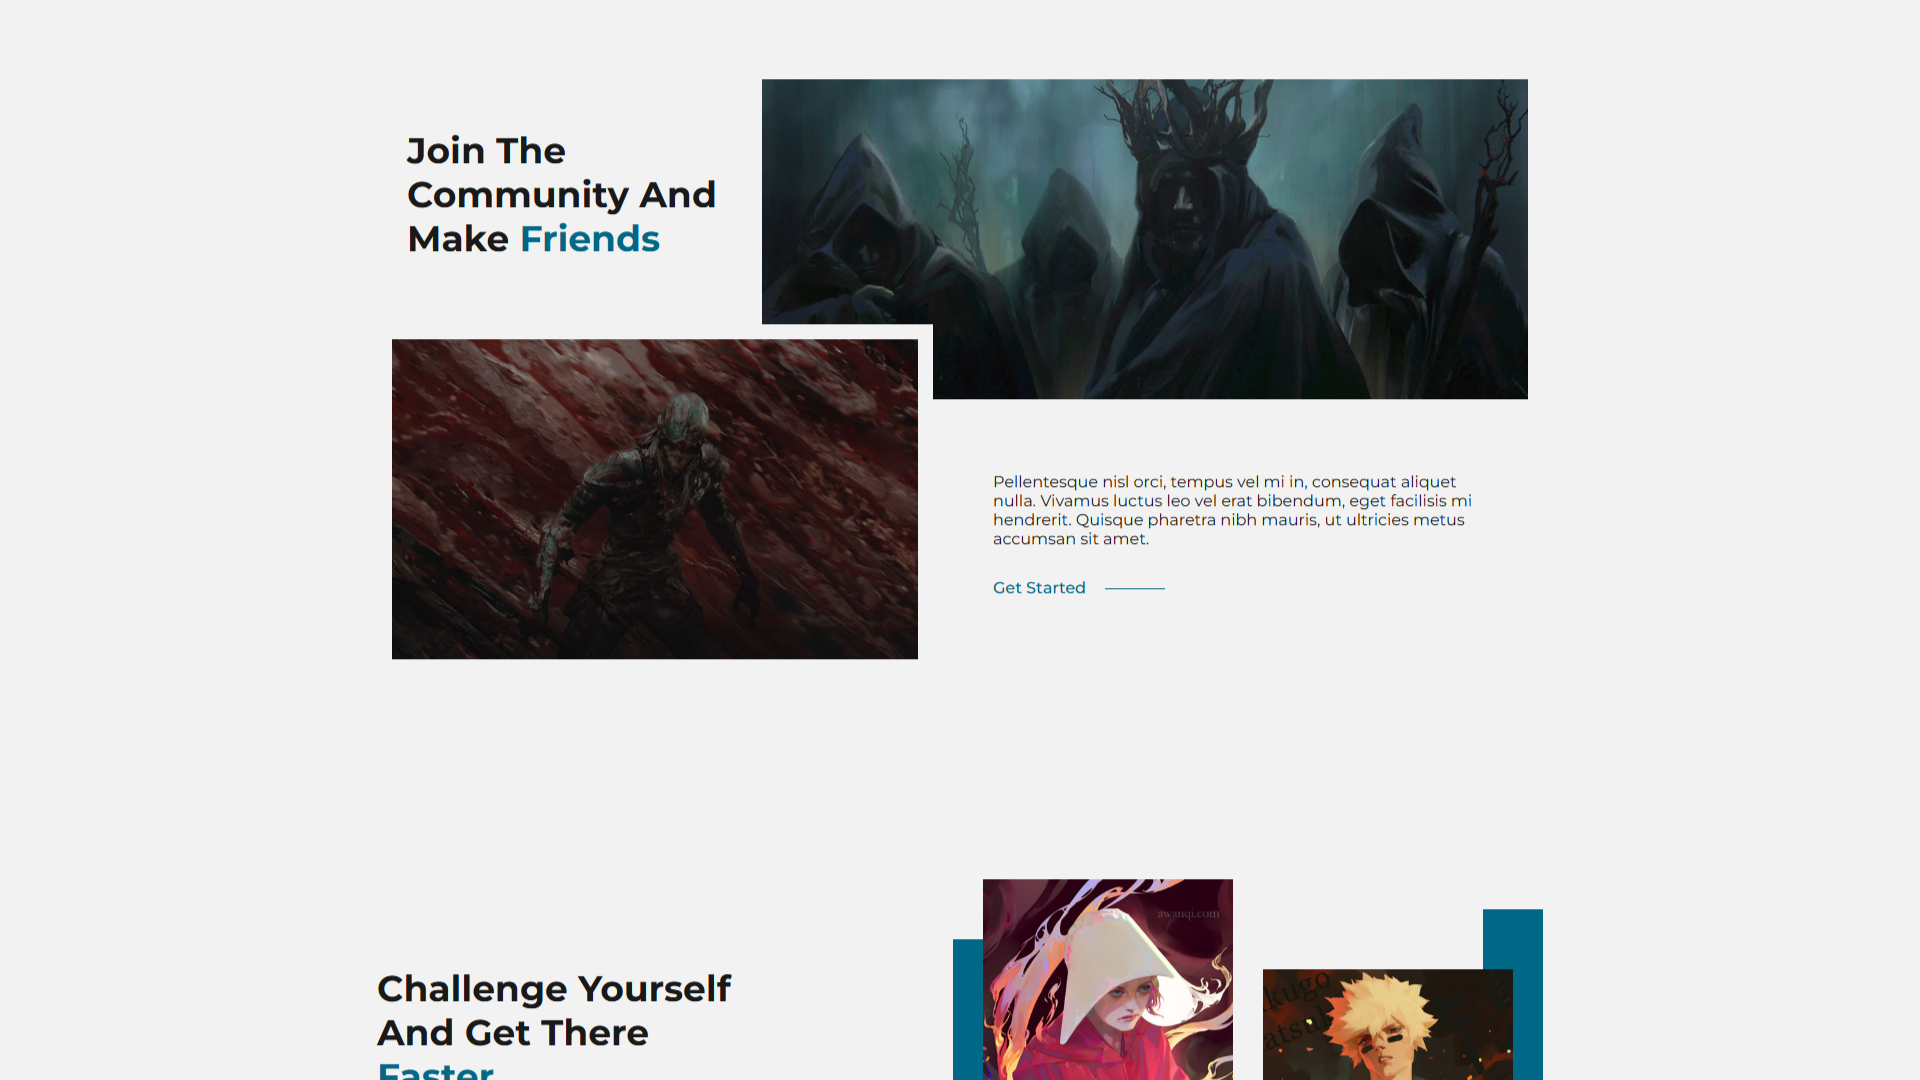 Join The
Community And
Make Friends
Pellentesque nisl orci, tempus vel mi in, consequat aliquet
nulla. Vivamus luctus leo vel erat bibendum, eget facilisis mi
hendrerit. Quisque pharetra nibh mauris, ut ultricies metus
accumsan sit amet.
Get Started
Challenge Yourself
And Get There
Faster
awanqi.com